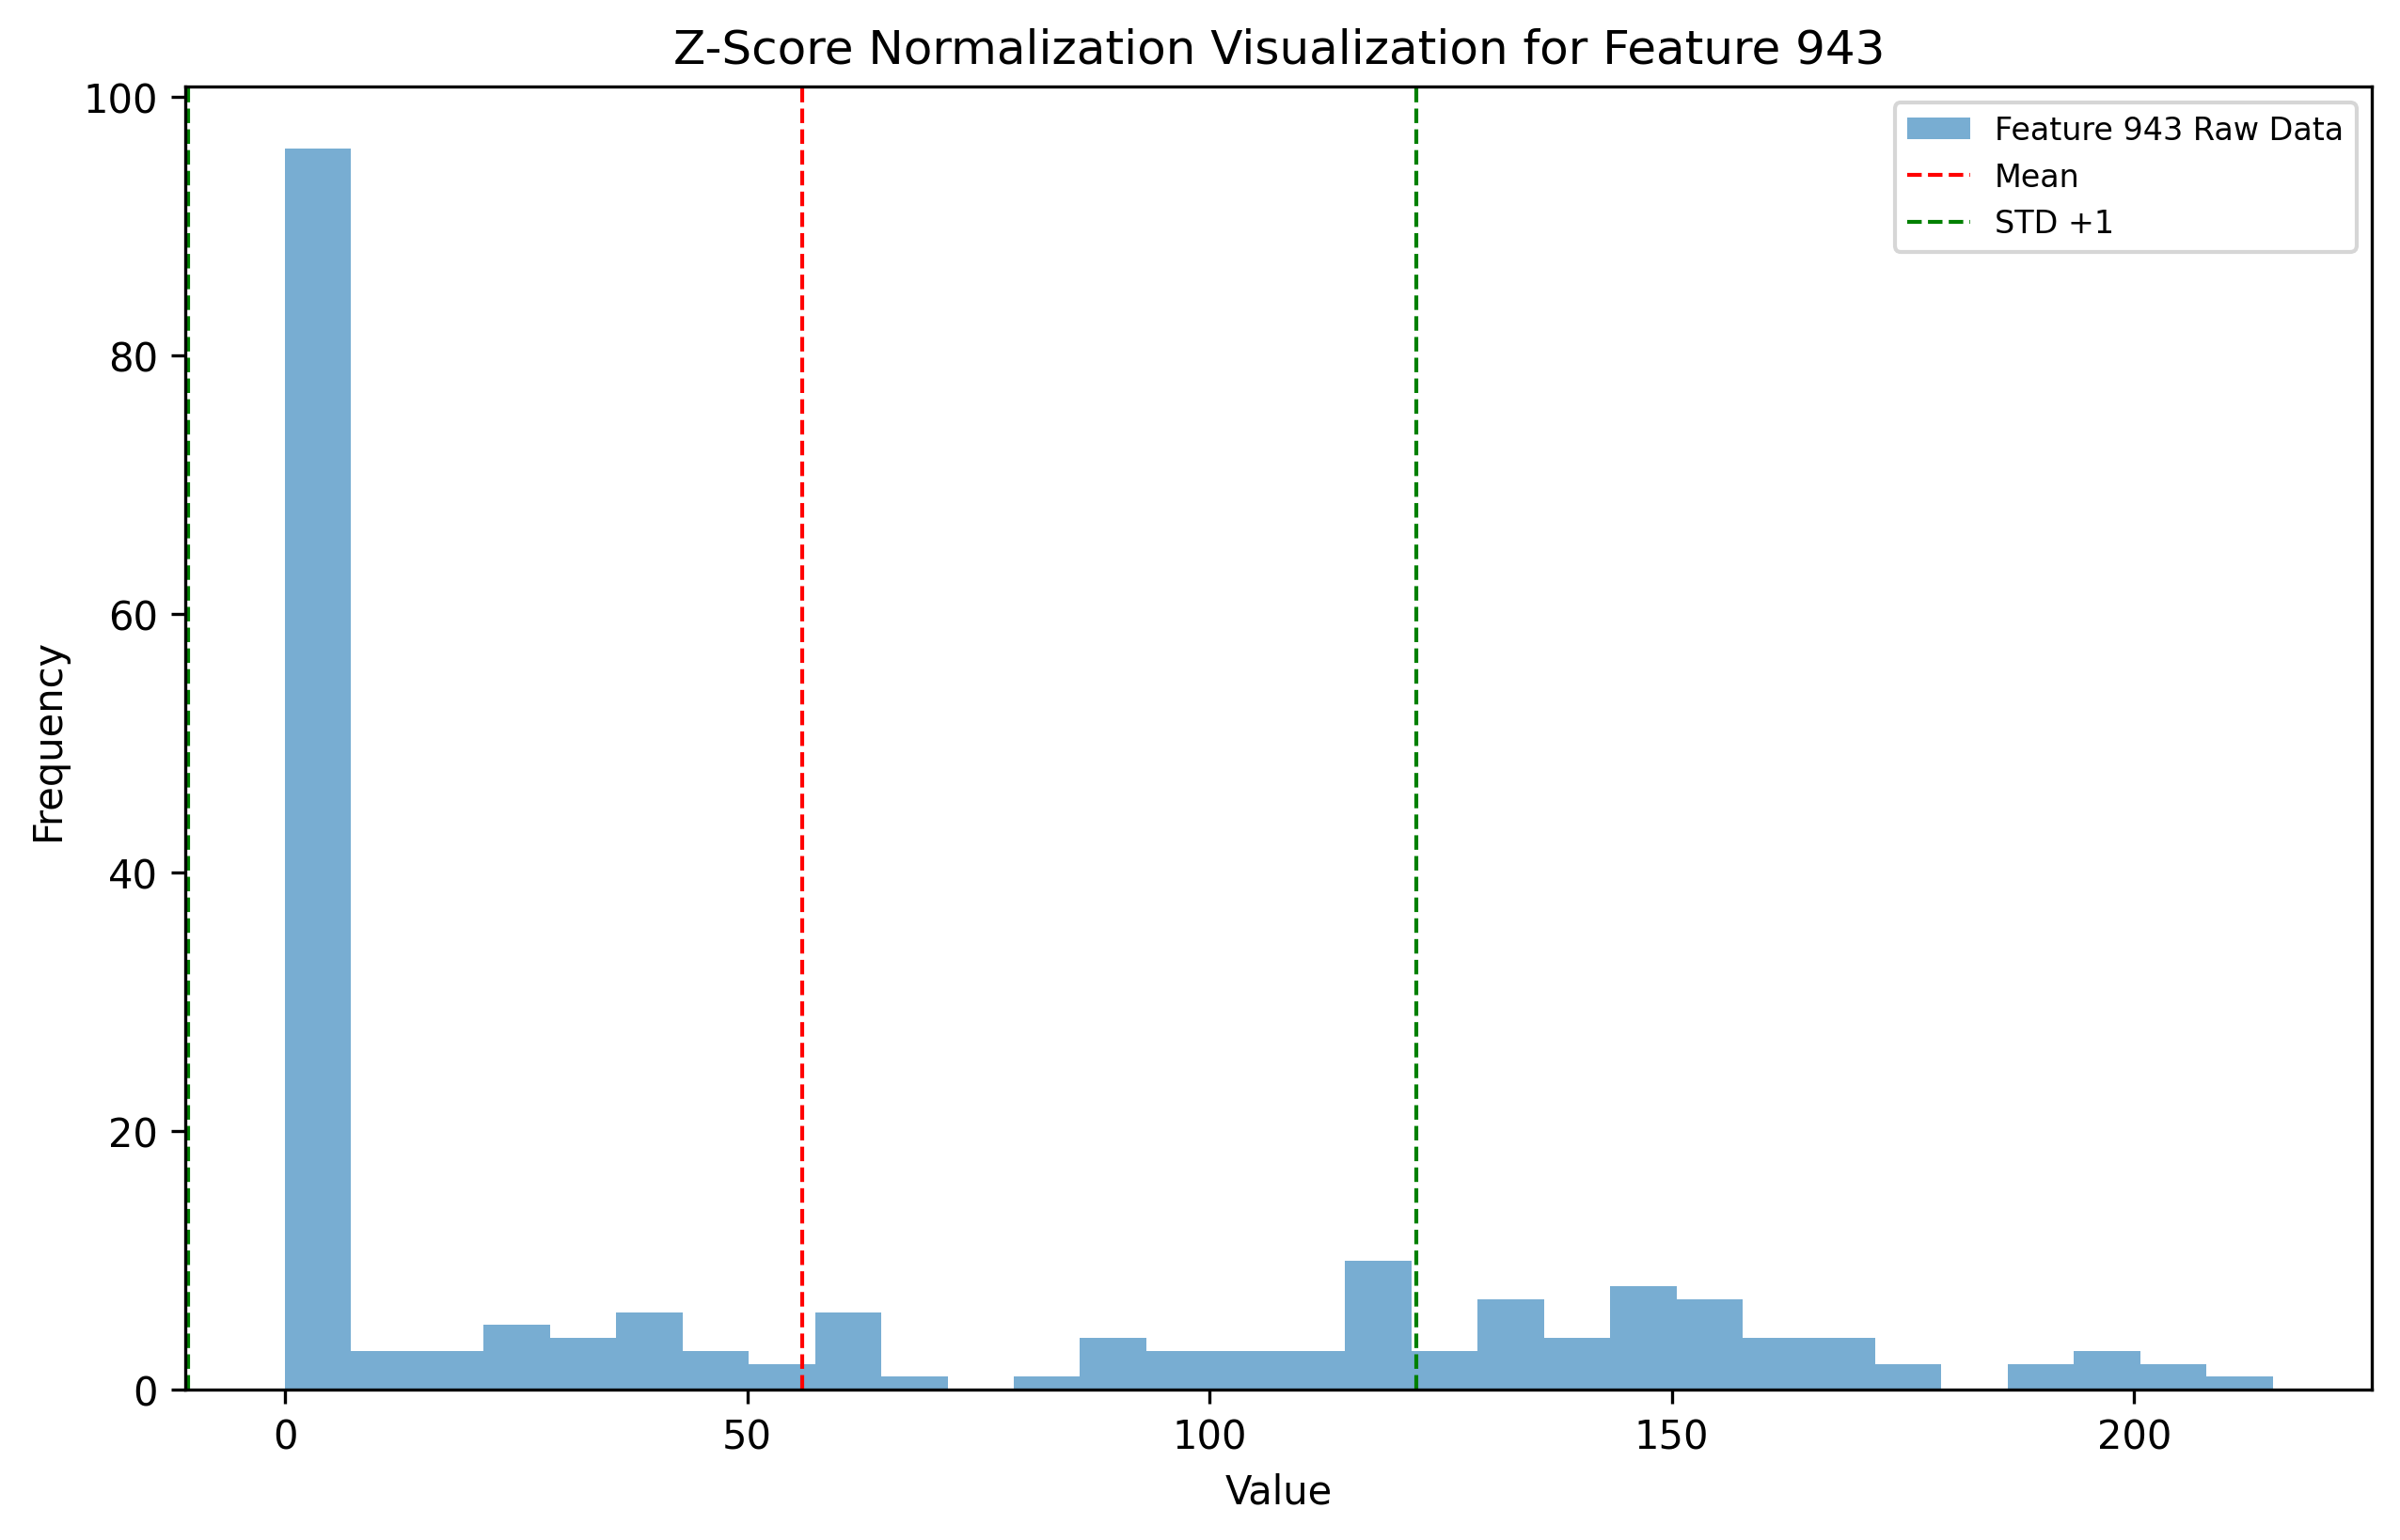 Z-Score Normalization Visualization for Feature 943
Feature 943 Raw Data
Mean
STD +1
100
80
60
40
20
0
Frequency
0 50 100 150 200
Value